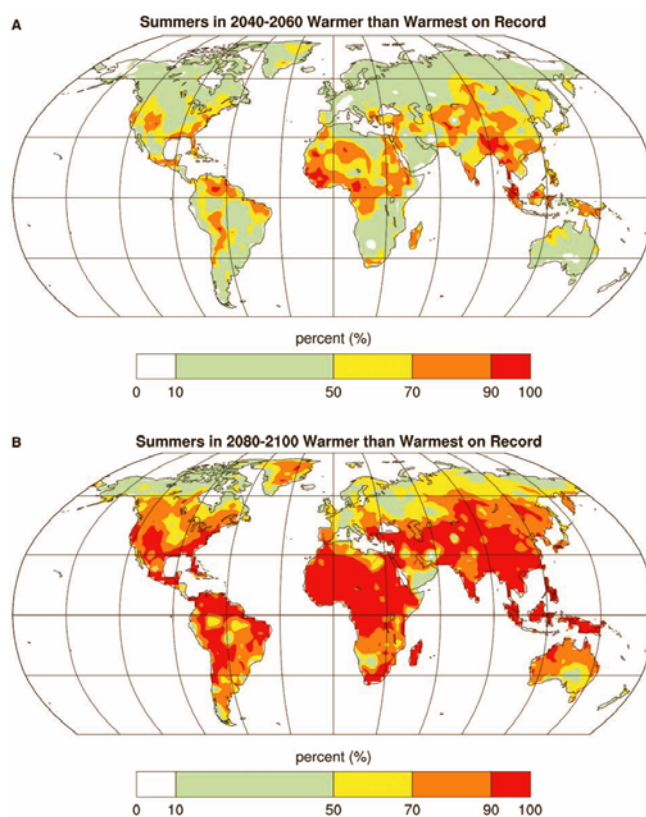 A
Summers in 2040-2060 Warmer than Warmest on Record
percent (%)
0 10 50 70 90 100
B
Summers in 2080-2100 Warmer than Warmest on Record
percent (%)
0 10 50 70 90 100